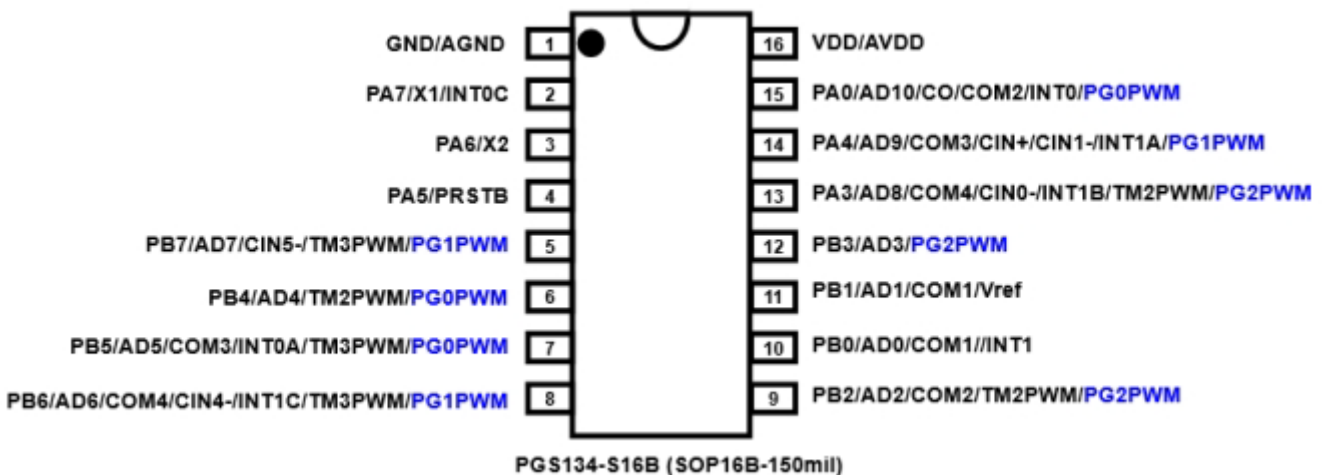 GND/AGND 1 16 VDD/AVDD
PA7/X1/INT0C 2 15 PA0/AD10/CO/COM2/INT0/PG0PWM
PA6/X2 3 14 PA4/AD9/COM3/CIN+/CIN1-/INT1A/PG1PWM
PA5/PRSTB 4 13 PA3/AD8/COM4/CIN0-/INT1B/TM2PWM/PG2PWM
PB7/AD7/CIN5-/TM3PWM/PG1PWM 5 12 PB3/AD3/PG2PWM
PB4/AD4/TM2PWM/PG0PWM 6 11 PB1/AD1/COM1/Vref
PB5/AD5/COM3/INT0A/TM3PWM/PG0PWM 7 10 PB0/AD0/COM1//INT1
PB6/AD6/COM4/CIN4-/INT1C/TM3PWM/PG1PWM 8 9 PB2/AD2/COM2/TM2PWM/PG2PWM
PGS134-S16B (SOP16B-150mil)